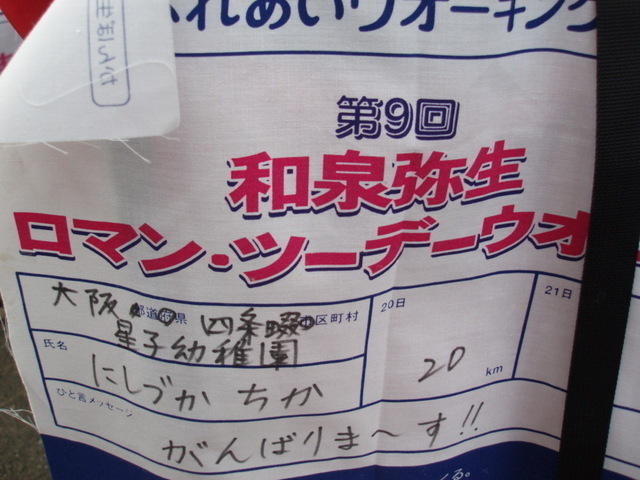 ふれあいウオーキング
第9回
和泉弥生
ロマン・ツーデーウオ
大阪 都道府県 四条畷 市区町村
20日
21日
星子幼稚園
氏名
にしづか ちか
20 km
ひと言メッセージ
がんばりま〜す!!